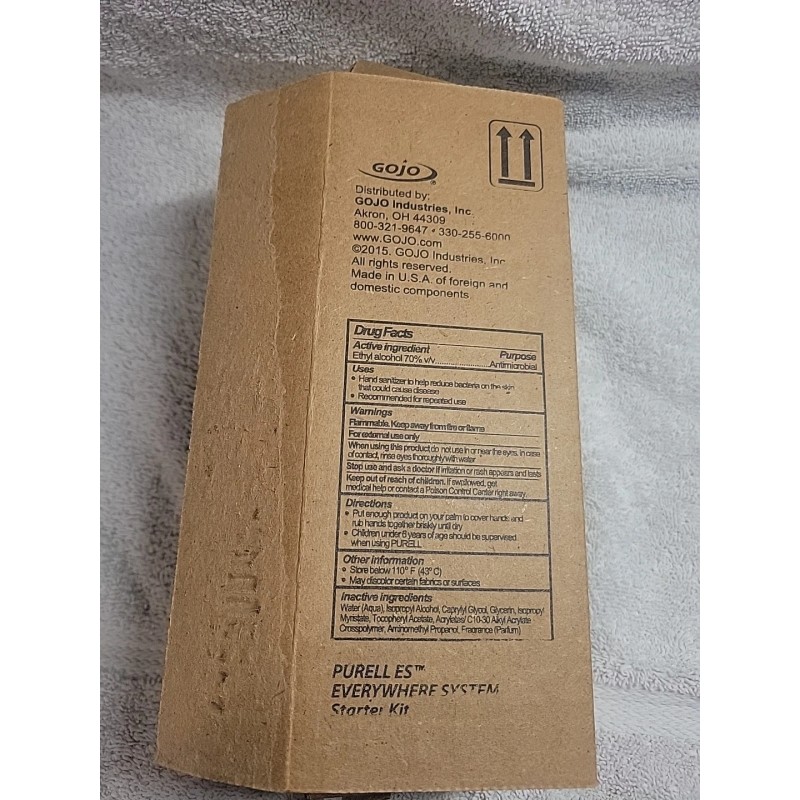 GOJO
®
Distributed by:
GOJO Industries, Inc.
Akron, OH 44309
800-321-9647 • 330-255-6000
www.GOJO.com
©2015. GOJO Industries, Inc
All rights reserved.
Made in U.S.A. of foreign and
domestic components
Drug Facts
Active ingredient Purpose
Ethyl alcohol 70% v/v..................Antimicrobial
Uses
• Hand sanitizer to help reduce bacteria on the skin
that could cause disease
• Recommended for repeated use
Warnings
Flammable. Keep away from fire or flame
For external use only
When using this product do not use in or near the eyes. In case
of contact, rinse eyes thoroughly with water
Stop use and ask a doctor if irritation or rash appears and lasts
Keep out of reach of children. If swallowed, get
medical help or contact a Poison Control Center right away.
Directions
• Put enough product on your palm to cover hands and
rub hands together briskly until dry
• Children under 6 years of age should be supervised
when using PURELL
Other information
• Store below 110° F (43° C)
• May discolor certain fabrics or surfaces
Inactive ingredients
Water (Aqua), Isopropyl Alcohol, Caprylyl Glycol, Glycerin, Isopropyl
Myristate, Tocopheryl Acetate, Acrylates/ C10-30 Alkyl Acrylate
Crosspolymer, Aminomethyl Propanol, Fragrance (Parfum)
PURELL ES™
EVERYWHERE SYSTEM
Starter Kit